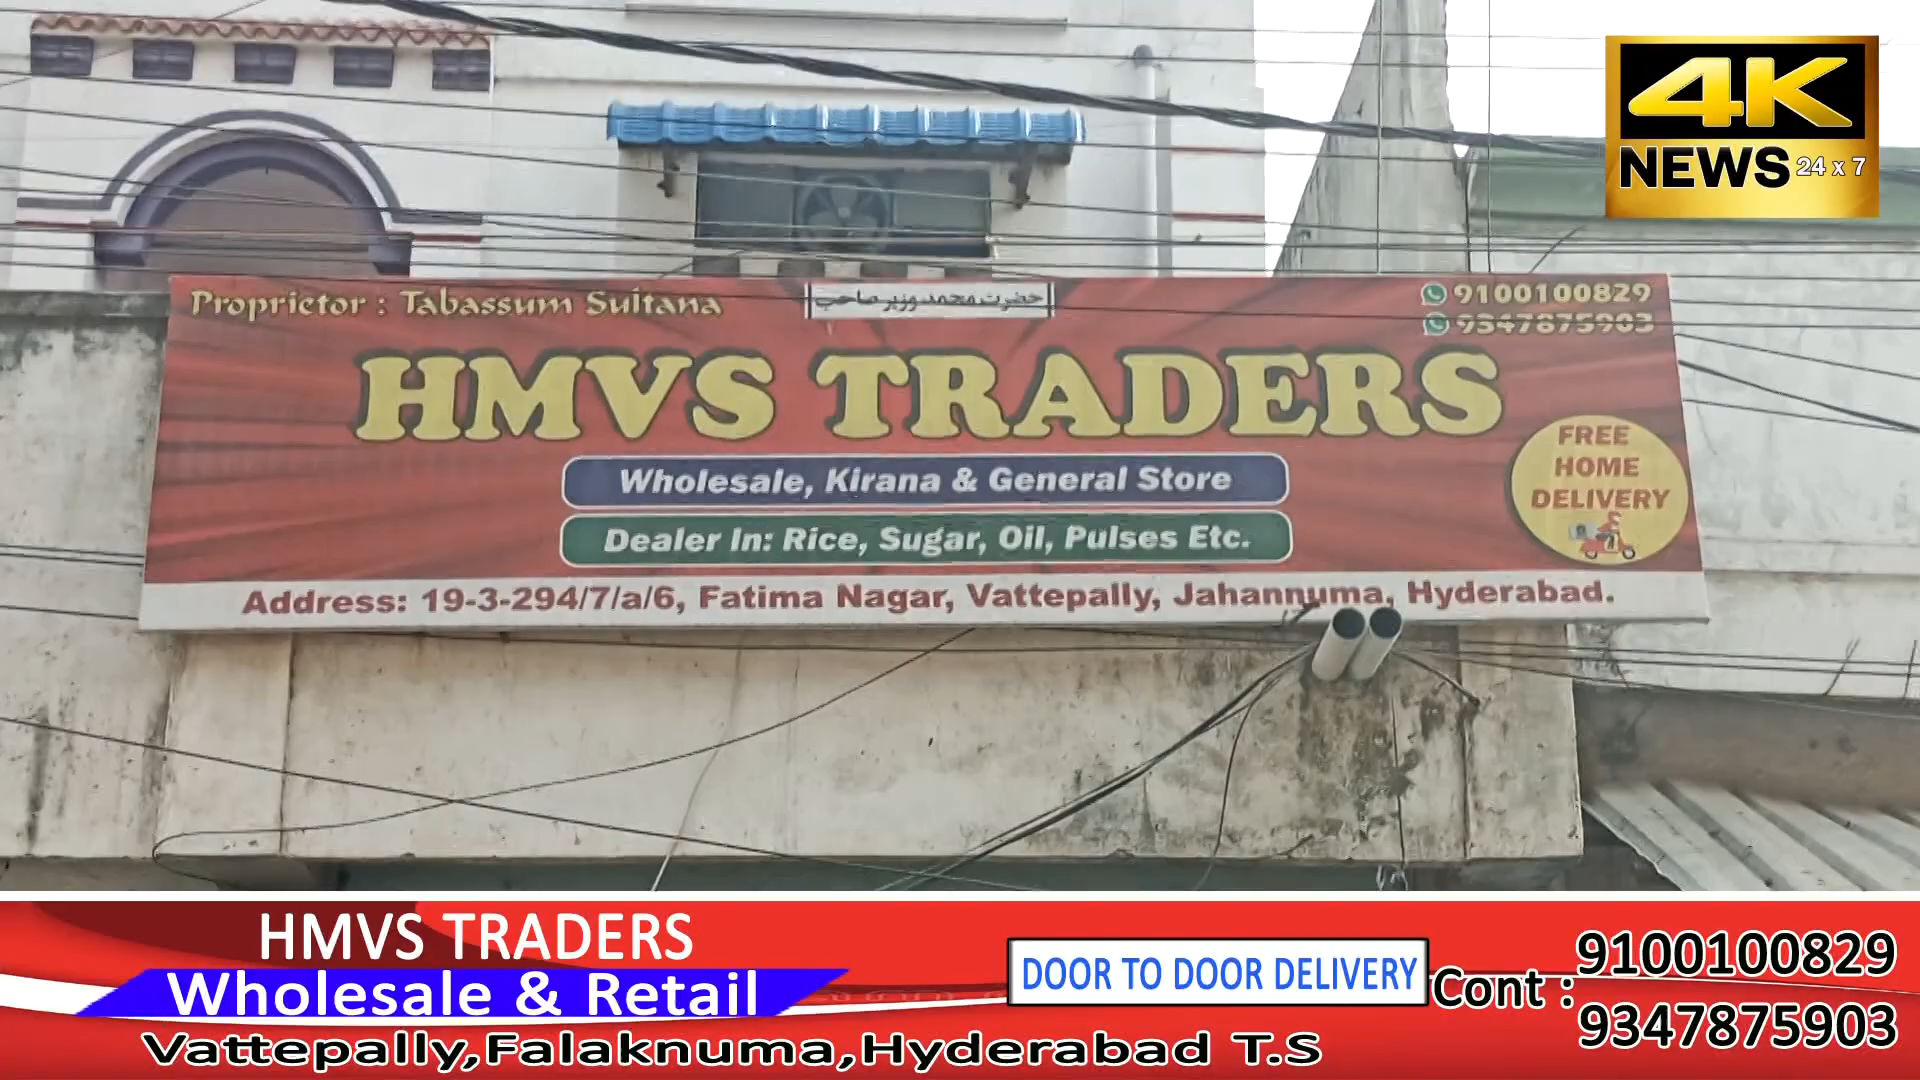 4K
NEWS 24 x 7
Proprietor : Tabassum Sultana
حضرت محمد وزیر صاحب
9100100829
9347875903
HMVS TRADERS
Wholesale, Kirana & General Store
Dealer In: Rice, Sugar, Oil, Pulses Etc.
FREE
HOME
DELIVERY
Address: 19-3-294/7/a/6, Fatima Nagar, Vattepally, Jahannuma, Hyderabad.
HMVS TRADERS
Wholesale & Retail
Vattepally,Falaknuma,Hyderabad T.S
DOOR TO DOOR DELIVERY
Cont :
9100100829
9347875903